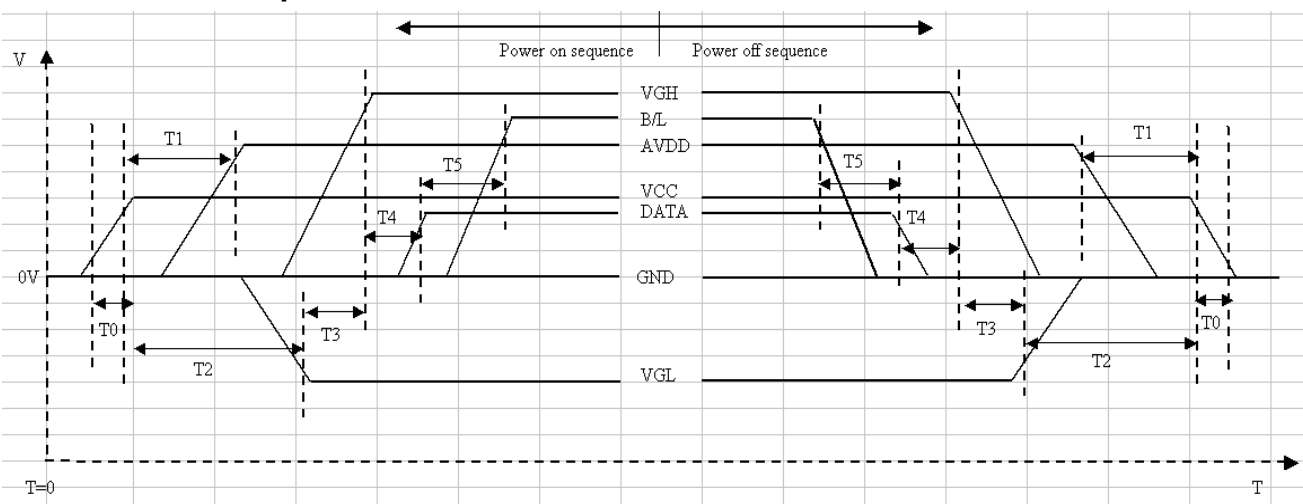 Power on sequence
Power off sequence
V
VGH
B/L
T1
T1
AVDD
T5
T5
VCC
DATA
T4
T4
0V
GND
T0
T3
T3
T0
T2
T2
VGL
T=0
T